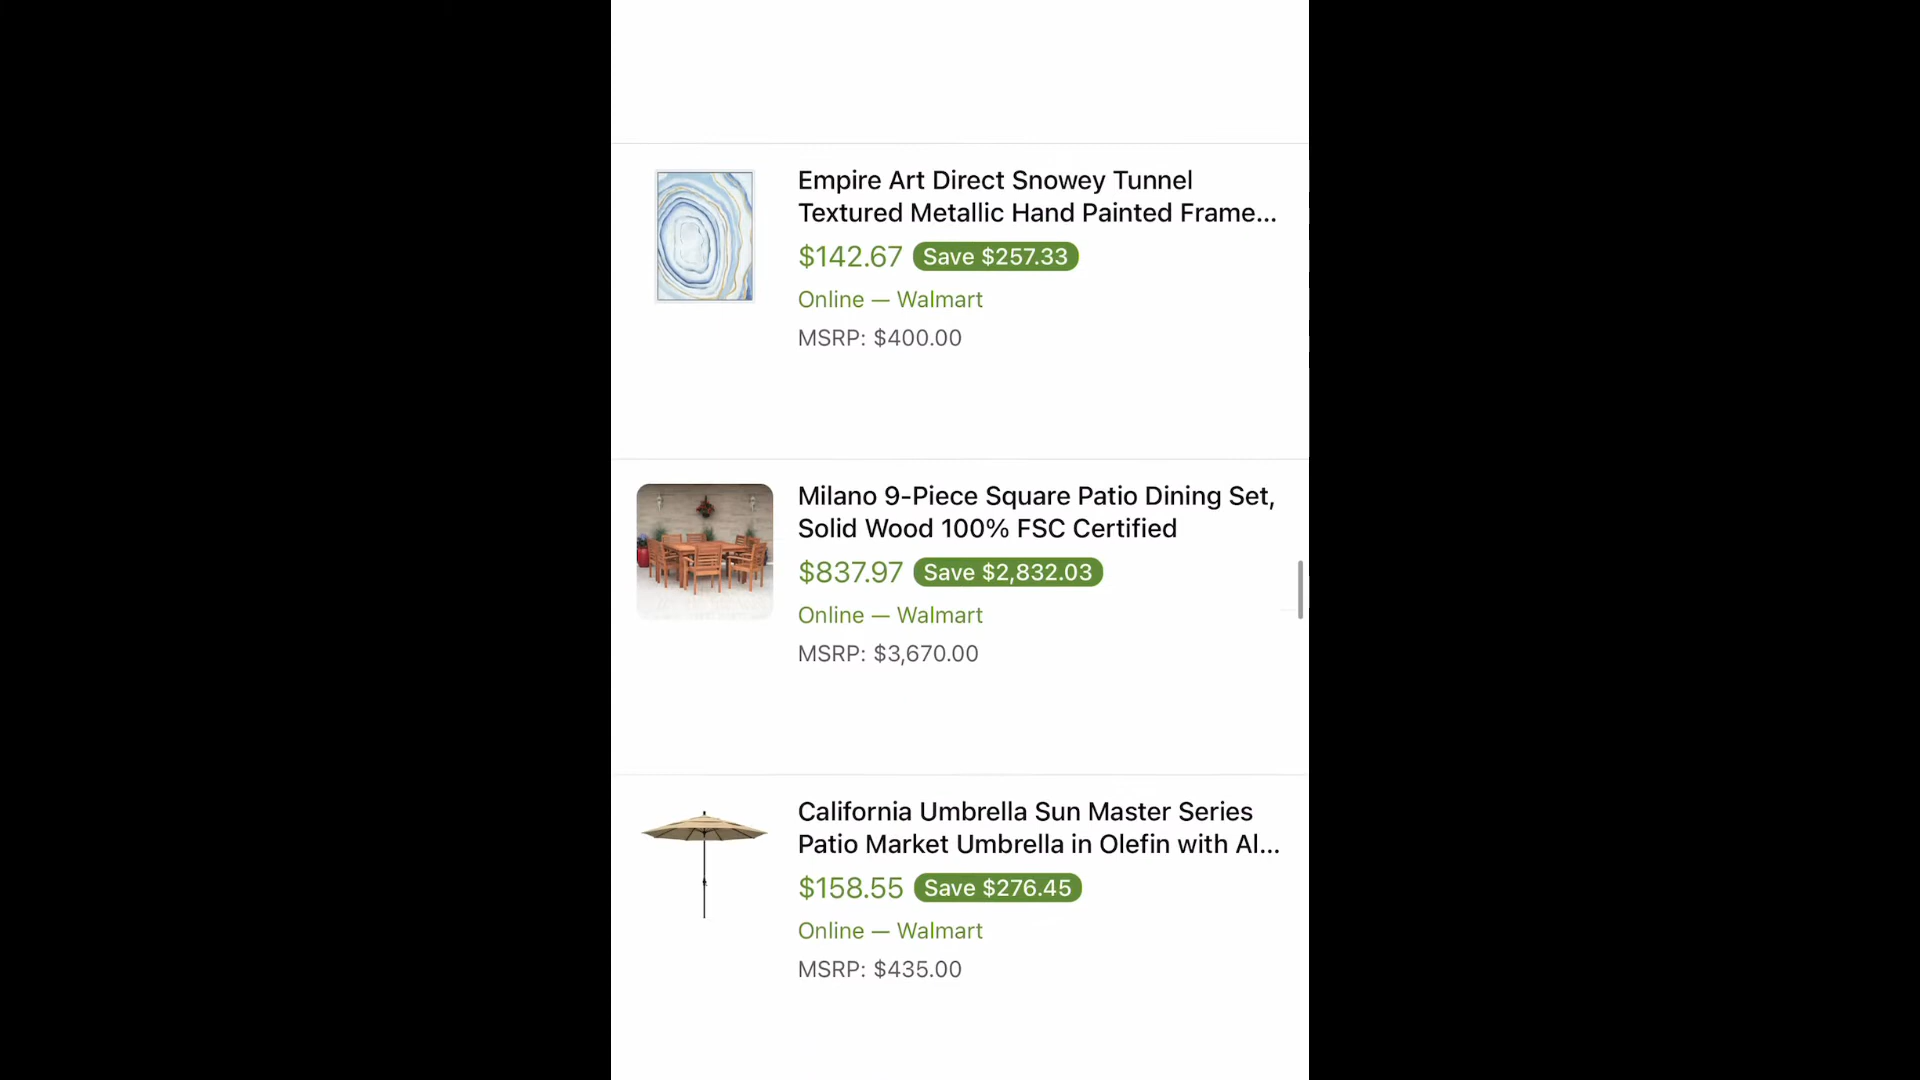 Empire Art Direct Snowey Tunnel
Textured Metallic Hand Painted Frame...
$142.67 Save $257.33
Online — Walmart
MSRP: $400.00
Milano 9-Piece Square Patio Dining Set,
Solid Wood 100% FSC Certified
$837.97 Save $2,832.03
Online — Walmart
MSRP: $3,670.00
California Umbrella Sun Master Series
Patio Market Umbrella in Olefin with Al...
$158.55 Save $276.45
Online — Walmart
MSRP: $435.00